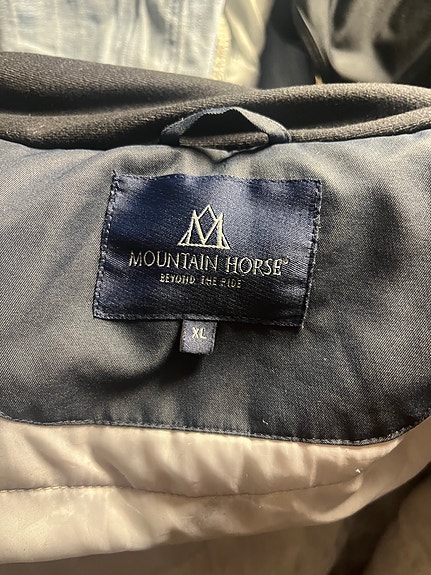 MOUNTAIN HORSE®
BEYOND THE RIDE
XL